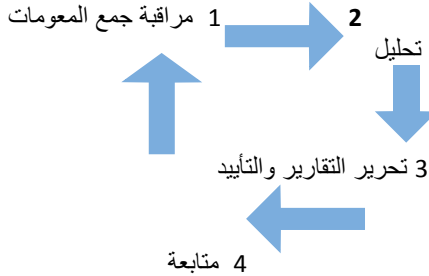 1 مراقبة جمع المعومات
2
تحليل
3 تحرير التقارير والتأييد
4 متابعة